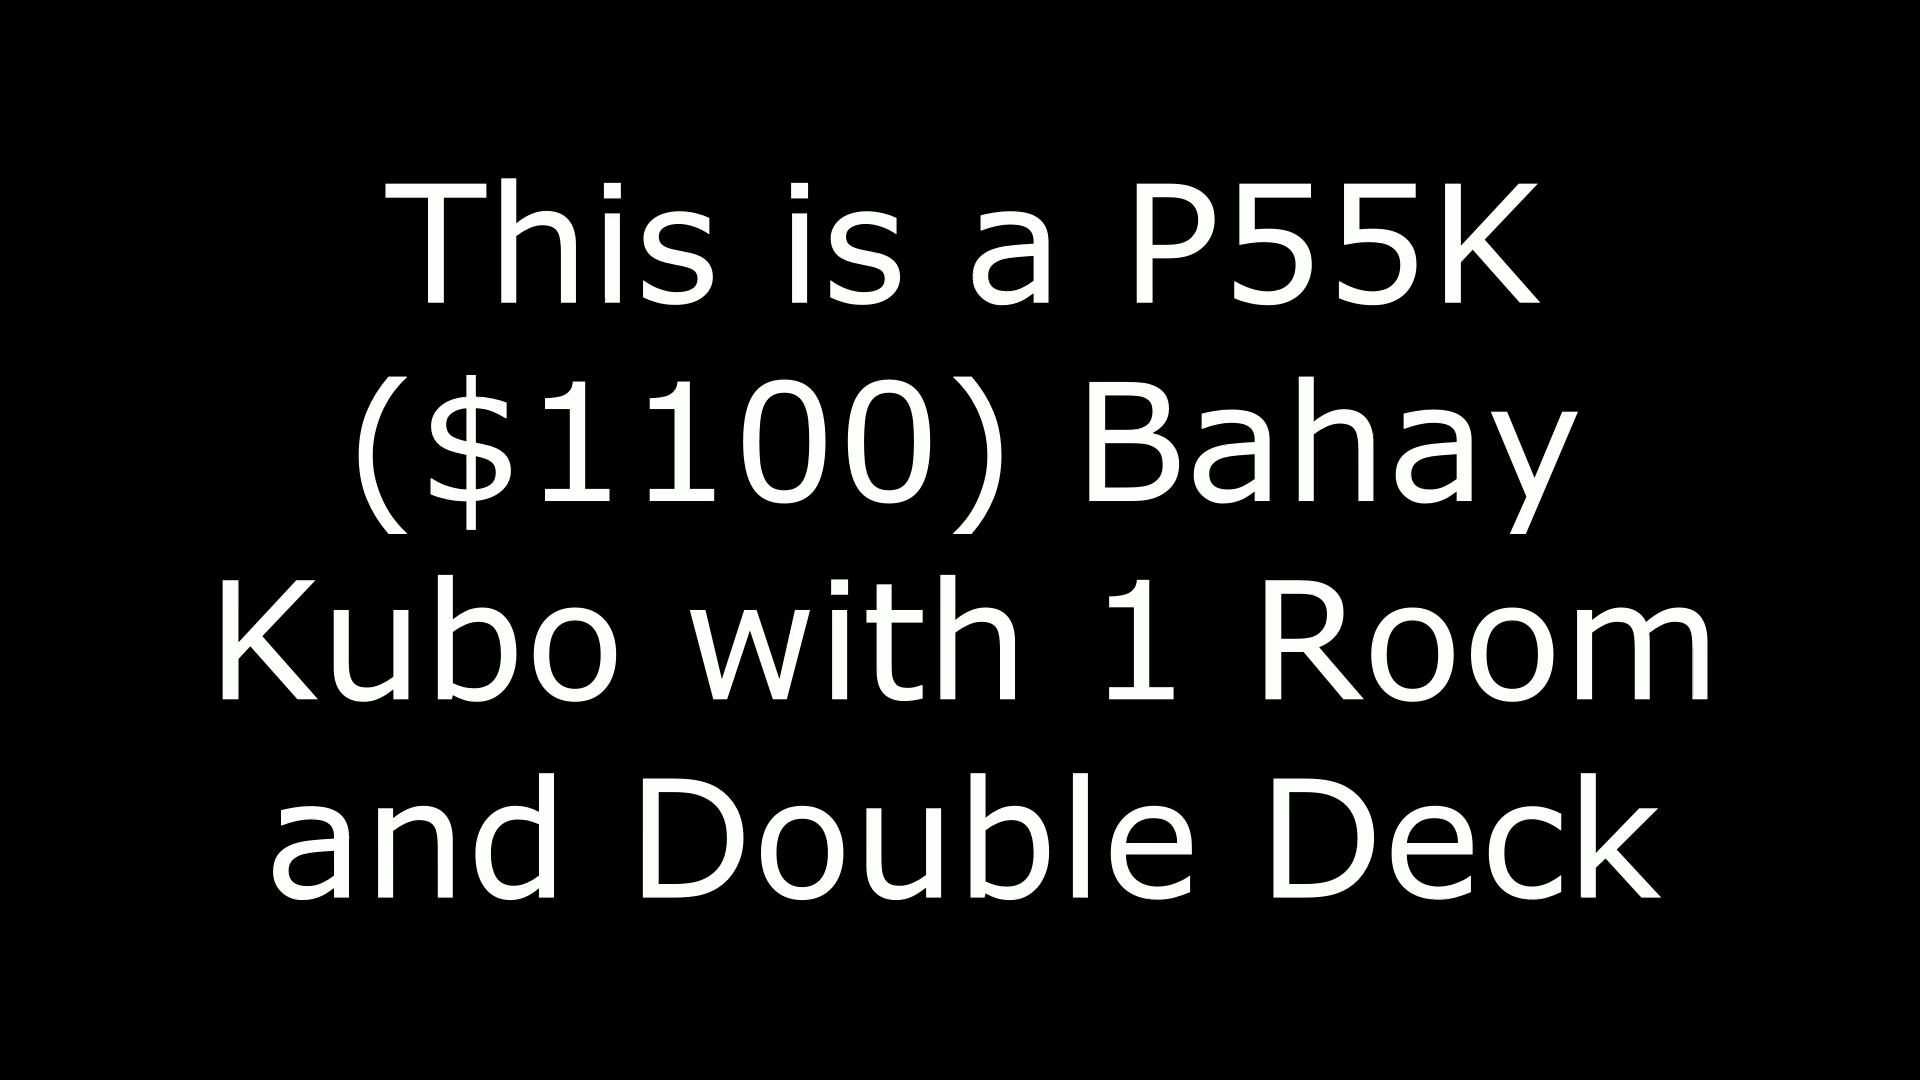 This is a P55K
($1100) Bahay
Kubo with 1 Room
and Double Deck